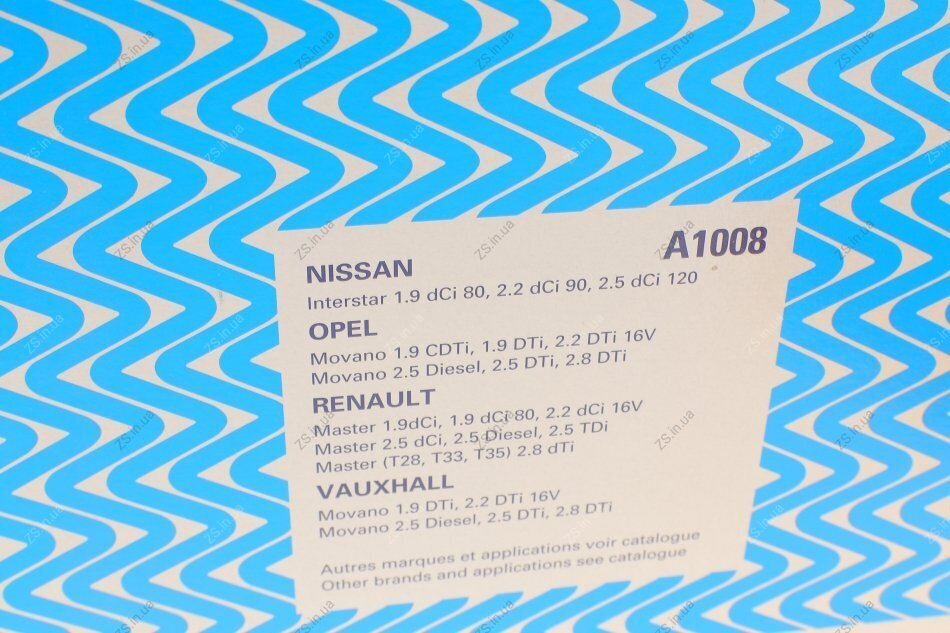 A1008
NISSAN
Interstar 1.9 dCi 80, 2.2 dCi 90, 2.5 dCi 120
OPEL
Movano 1.9 CDTi, 1.9 DTi, 2.2 DTi 16V
Movano 2.5 Diesel, 2.5 DTi, 2.8 DTi
RENAULT
Master 1.9dCi, 1.9 dCi 80, 2.2 dCi 16V
Master 2.5 dCi, 2.5 Diesel, 2.5 TDi
Master (T28, T33, T35) 2.8 dTi
VAUXHALL
Movano 1.9 DTi, 2.2 DTi 16V
Movano 2.5 Diesel, 2.5 DTi, 2.8 DTi
Autres marques et applications voir catalogue
Other brands and applications see catalogue
ZS.in.ua